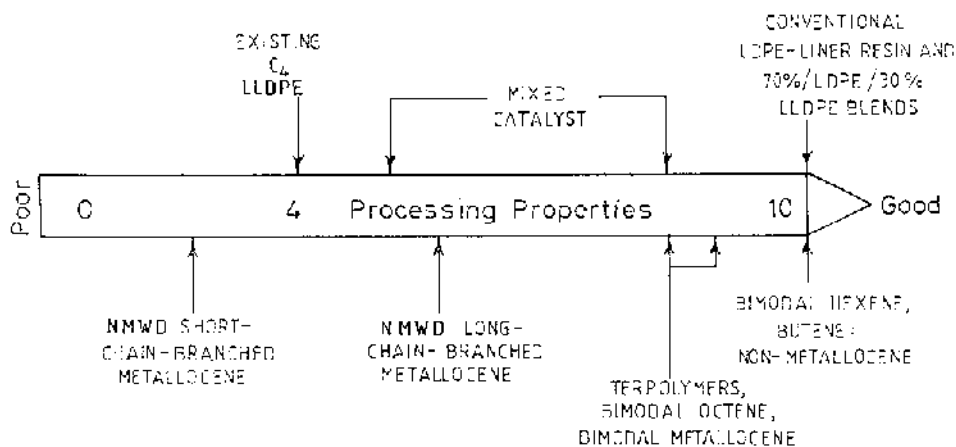 EXISTING
C4
LLDPE
MIXED
CATALYST
CONVENTIONAL
LDPE-LINER RESIN AND
70%/LDPE/30%
LLDPE BLENDS
Poor
0
4
Processing Properties
10
Good
NMWD SHORT-
CHAIN-BRANCHED
METALLOCENE
NMWD LONG-
CHAIN-BRANCHED
METALLOCENE
TERPOLYMERS,
BIMODAL OCTENE,
BIMODAL METALLOCENE
BIMODAL HEXENE,
BUTENE:
NON-METALLOCENE